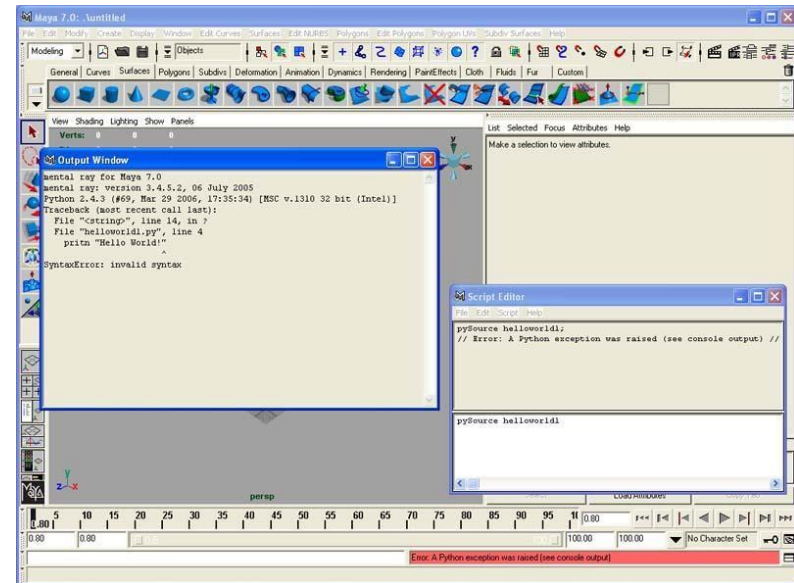 Maya 7.0: .\untitled
File Edit Modify Create Display Window Edit Curves Surfaces Edit NURBS Polygons Edit Polygons Polygon UVs Subdiv Surfaces Help
Modeling Objects
General Curves Surfaces Polygons Subdivs Deformation Animation Dynamics Rendering PaintEffects Cloth Fluids Fur Custom
View Shading Lighting Show Panels
Verts: 0 0 0
List Selected Focus Attributes Help
Make a selection to view attributes.
Output Window
mental ray for Maya 7.0
mental ray: version 3.4.5.2, 06 July 2005
Python 2.4.3 (#69, Mar 29 2006, 17:35:34) [MSC v.1310 32 bit (Intel)]
Traceback (most recent call last):
File "<string>", line 14, in ?
File "helloworld1.py", line 4
pritn "Hello World!"
^
SyntaxError: invalid syntax
Script Editor
File Edit Script Help
pySource helloworld1;
// Error: A Python exception was raised (see console output) //
pySource helloworld1
y
y
z x
persp
Load Attributes
5 10 15 20 25 30 35 40 45 50 55 60 65 70 75 80 85 90 95 0.80
0.80 0.80 100.00 100.00 No Character Set
Error: A Python exception was raised (see console output)